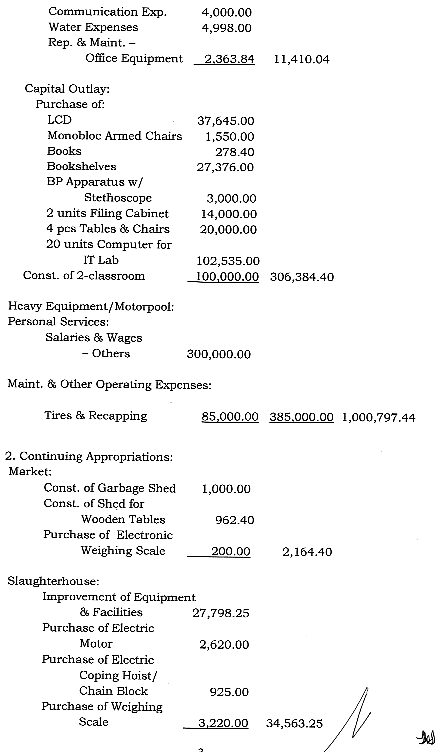 Communication Exp. 4,000.00
Water Expenses 4,998.00
Rep. & Maint. –
Office Equipment 2,363.84 11,410.04
Capital Outlay:
Purchase of:
LCD 37,645.00
Monobloc Armed Chairs 1,550.00
Books 278.40
Bookshelves 27,376.00
BP Apparatus w/
Stethoscope 3,000.00
2 units Filing Cabinet 14,000.00
4 pcs Tables & Chairs 20,000.00
20 units Computer for
IT Lab 102,535.00
Const. of 2-classroom 100,000.00 306,384.40
Heavy Equipment/Motorpool:
Personal Services:
Salaries & Wages
– Others 300,000.00
Maint. & Other Operating Expenses:
Tires & Recapping 85,000.00 385,000.00 1,000,797.44
2. Continuing Appropriations:
Market:
Const. of Garbage Shed 1,000.00
Const. of Shed for
Wooden Tables 962.40
Purchase of Electronic
Weighing Scale 200.00 2,164.40
Slaughterhouse:
Improvement of Equipment
& Facilities 27,798.25
Purchase of Electric
Motor 2,620.00
Purchase of Electric
Coping Hoist/
Chain Block 925.00
Purchase of Weighing
Scale 3,220.00 34,563.25